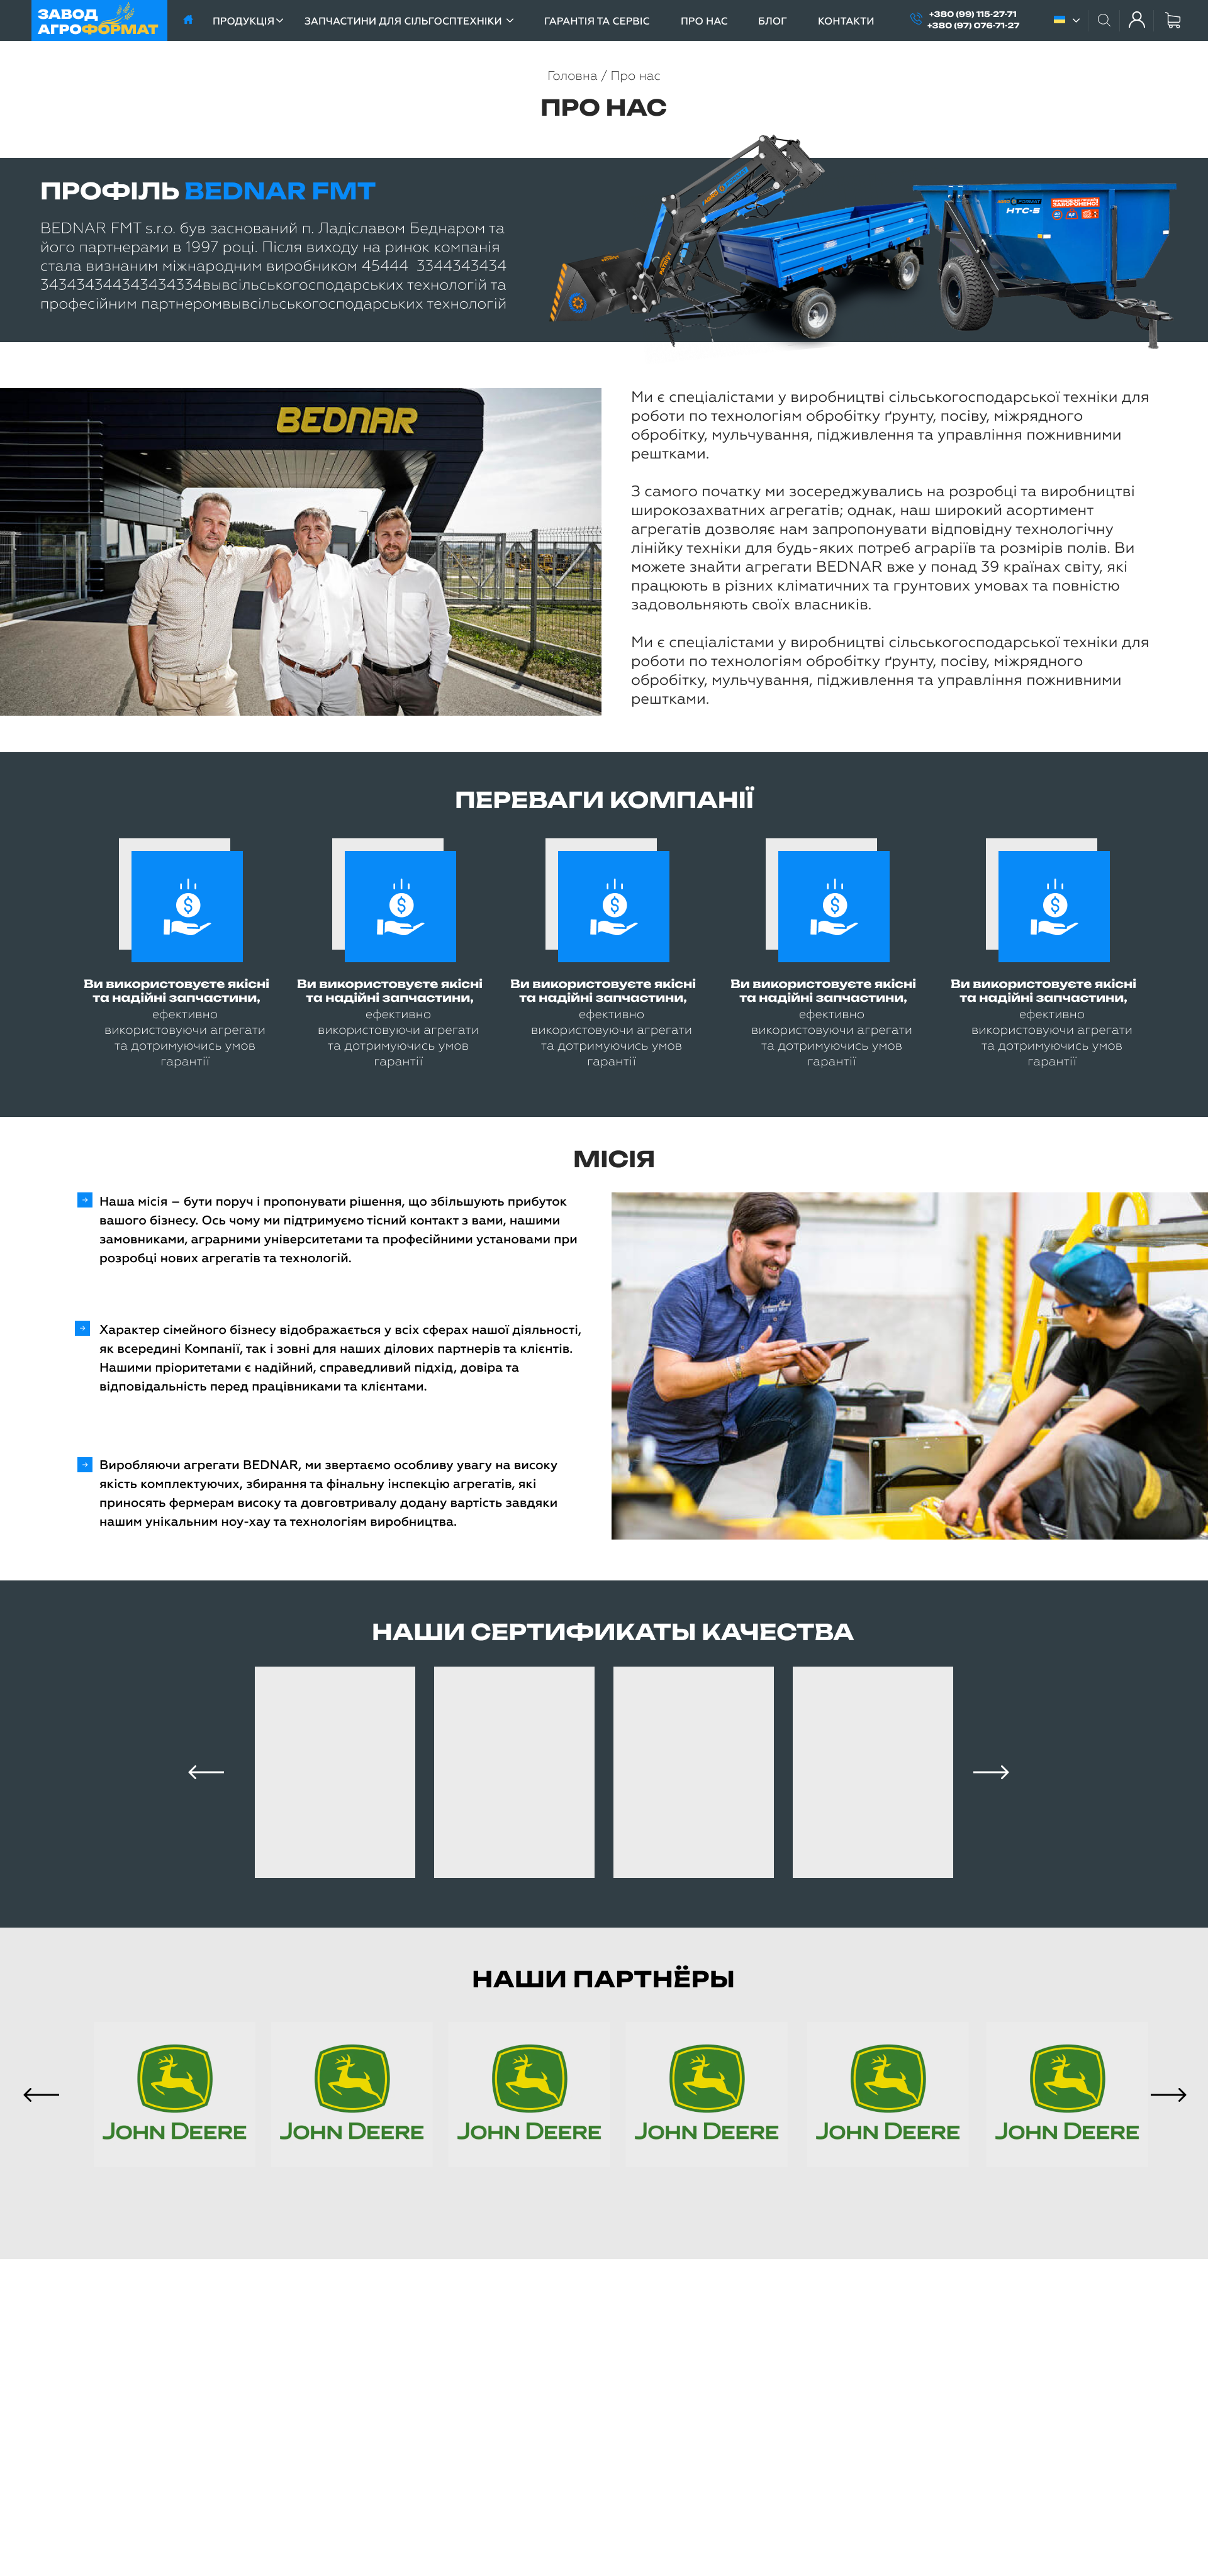 ЗАВОД
АГРОФОРМАТ
ПРОДУКЦІЯ
ЗАПЧАСТИНИ ДЛЯ СІЛЬГОСПТЕХНІКИ
ГАРАНТІЯ ТА СЕРВІС
ПРО НАС
БЛОГ
КОНТАКТИ
+380 (99) 115-27-71
+380 (97) 076-71-27
Головна / Про нас
ПРО НАС
ПРОФІЛЬ BEDNAR FMT
BEDNAR FMT s.r.o. був заснований п. Ладіславом Беднаром та
його партнерами в 1997 році. Після виходу на ринок компанія
стала визнаним міжнародним виробником 45444 3344343434
343434344343434334вывсільськогосподарських технологій та
професійним партнеромвывсільськогосподарських технологій
НТС-5
BEDNAR
Ми є спеціалістами у виробництві сільськогосподарської техніки для
роботи по технологіям обробітку ґрунту, посіву, міжрядного
обробітку, мульчування, підживлення та управління пожнивними
рештками.
З самого початку ми зосереджувались на розробці та виробництві
широкозахватних агрегатів; однак, наш широкий асортимент
агрегатів дозволяє нам запропонувати відповідну технологічну
лінійку техніки для будь-яких потреб аграріїв та розмірів полів. Ви
можете знайти агрегати BEDNAR вже у понад 39 країнах світу, які
працюють в різних кліматичних та грунтових умовах та повністю
задовольняють своїх власників.
Ми є спеціалістами у виробництві сільськогосподарської техніки для
роботи по технологіям обробітку ґрунту, посіву, міжрядного
обробітку, мульчування, підживлення та управління пожнивними
рештками.
ПЕРЕВАГИ КОМПАНІЇ
Ви використовуєте якісні
та надійні запчастини,
ефективно
використовуючи агрегати
та дотримуючись умов
гарантії
Ви використовуєте якісні
та надійні запчастини,
ефективно
використовуючи агрегати
та дотримуючись умов
гарантії
Ви використовуєте якісні
та надійні запчастини,
ефективно
використовуючи агрегати
та дотримуючись умов
гарантії
Ви використовуєте якісні
та надійні запчастини,
ефективно
використовуючи агрегати
та дотримуючись умов
гарантії
Ви використовуєте якісні
та надійні запчастини,
ефективно
використовуючи агрегати
та дотримуючись умов
гарантії
МІСІЯ
Наша місія – бути поруч і пропонувати рішення, що збільшують прибуток
вашого бізнесу. Ось чому ми підтримуємо тісний контакт з вами, нашими
замовниками, аграрними університетами та професійними установами при
розробці нових агрегатів та технологій.
Характер сімейного бізнесу відображається у всіх сферах нашої діяльності,
як всередині Компанії, так і зовні для наших ділових партнерів та клієнтів.
Нашими пріоритетами є надійний, справедливий підхід, довіра та
відповідальність перед працівниками та клієнтами.
Виробляючи агрегати BEDNAR, ми звертаємо особливу увагу на високу
якість комплектуючих, збирання та фінальну інспекцію агрегатів, які
приносять фермерам високу та довговтривалу додану вартість завдяки
нашим унікальним ноу-хау та технологіям виробництва.
НАШИ СЕРТИФИКАТЫ КАЧЕСТВА
НАШИ ПАРТНЁРЫ
JOHN DEERE
JOHN DEERE
JOHN DEERE
JOHN DEERE
JOHN DEERE
JOHN DEERE